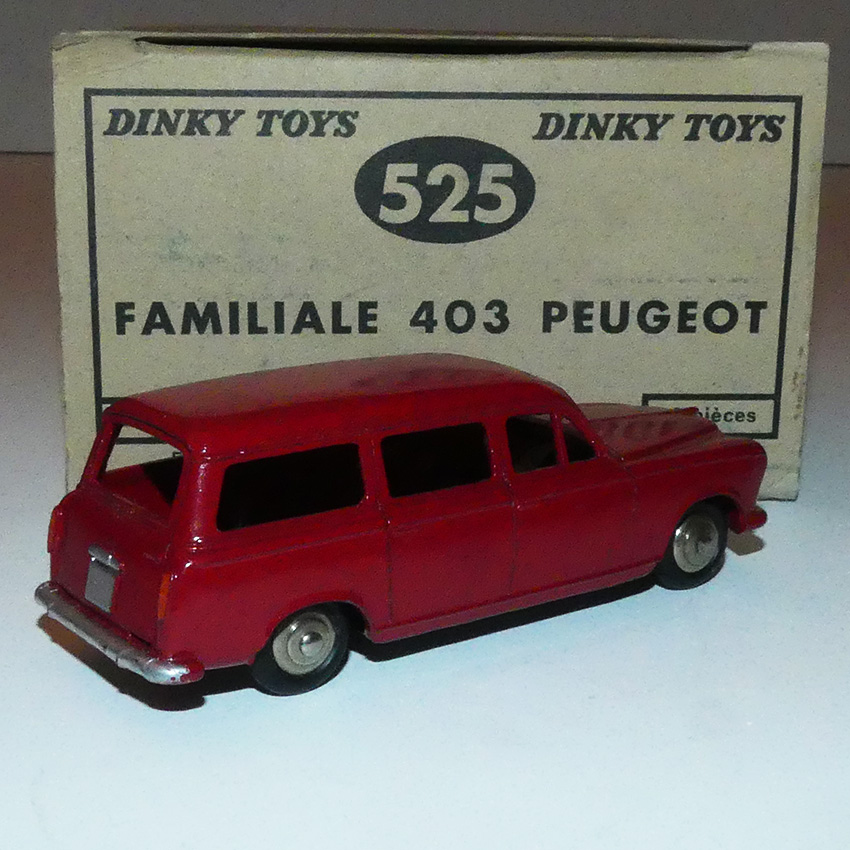 DINKY TOYS DINKY TOYS
525
FAMILIALE 403 PEUGEOT
pièces